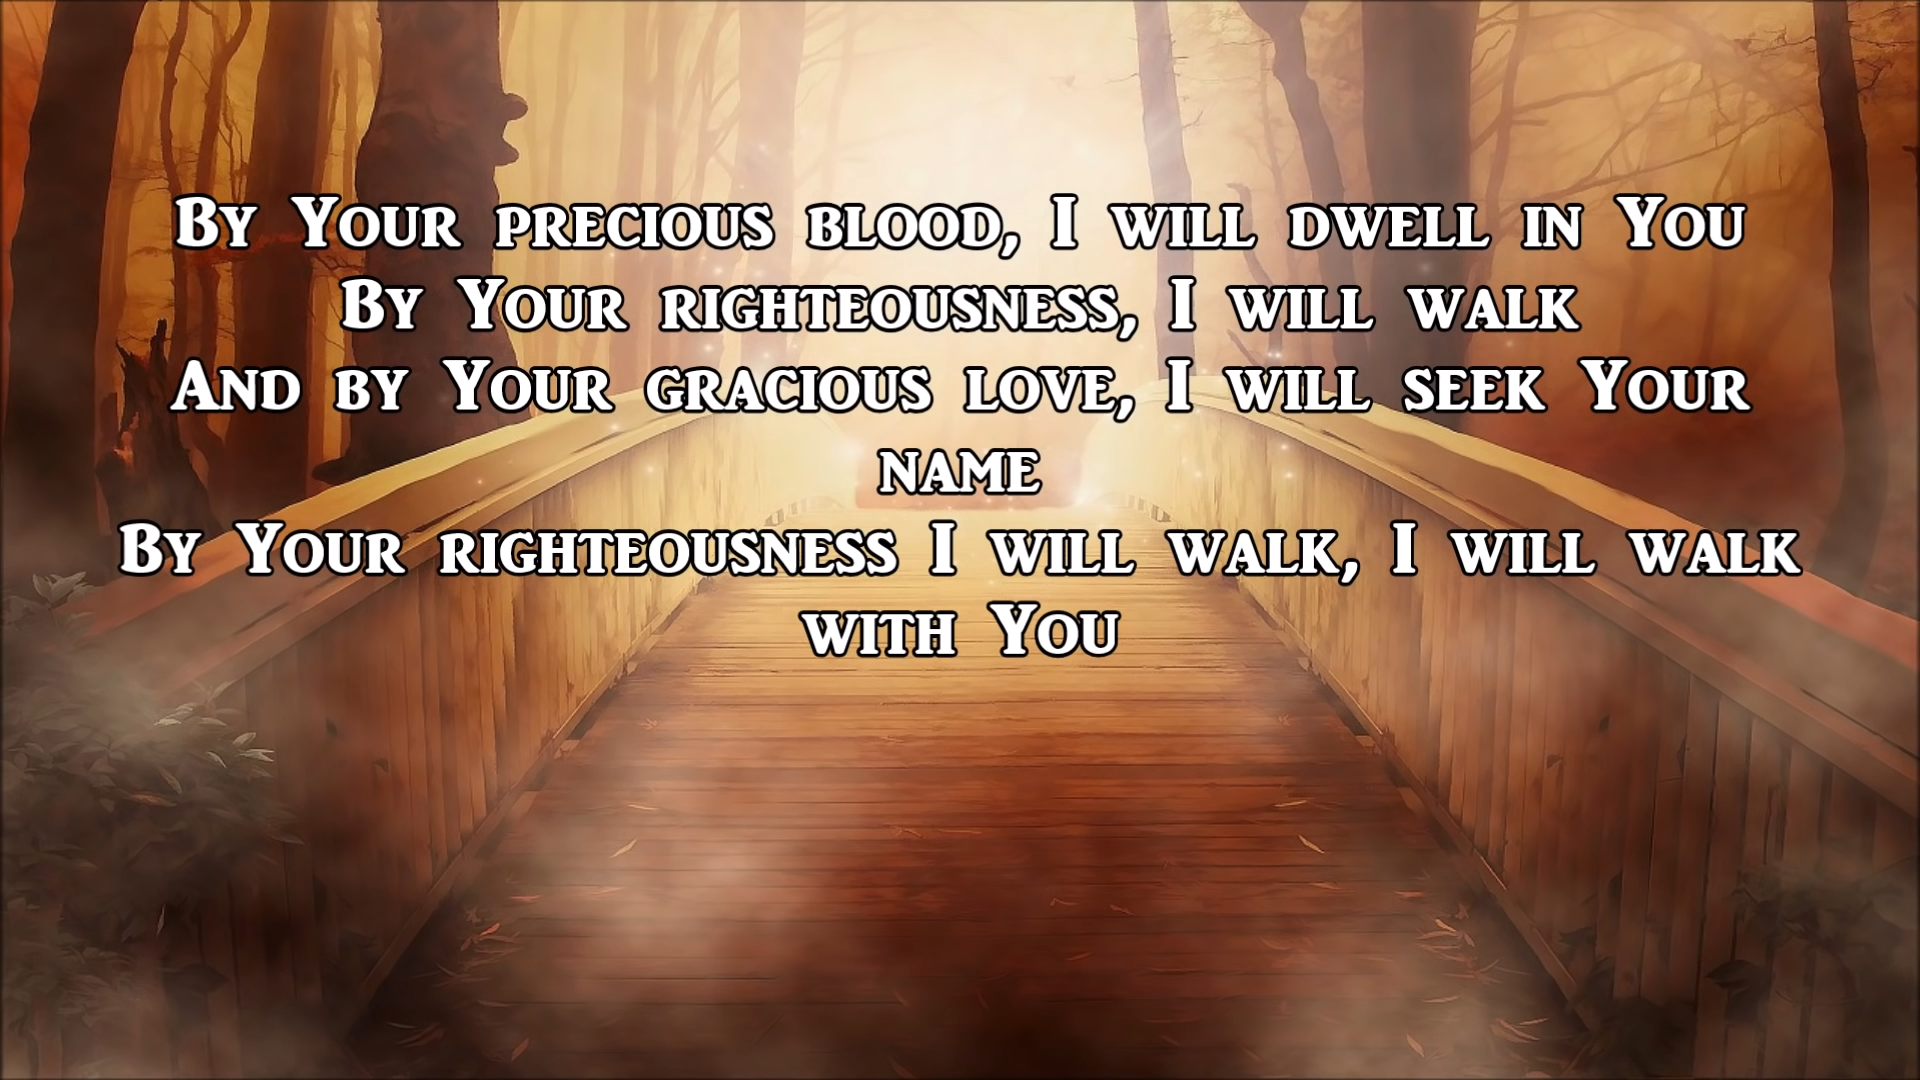 By Your precious blood, I will dwell in You
By Your righteousness, I will walk
And by Your gracious love, I will seek Your
name
By Your righteousness I will walk, I will walk
with You